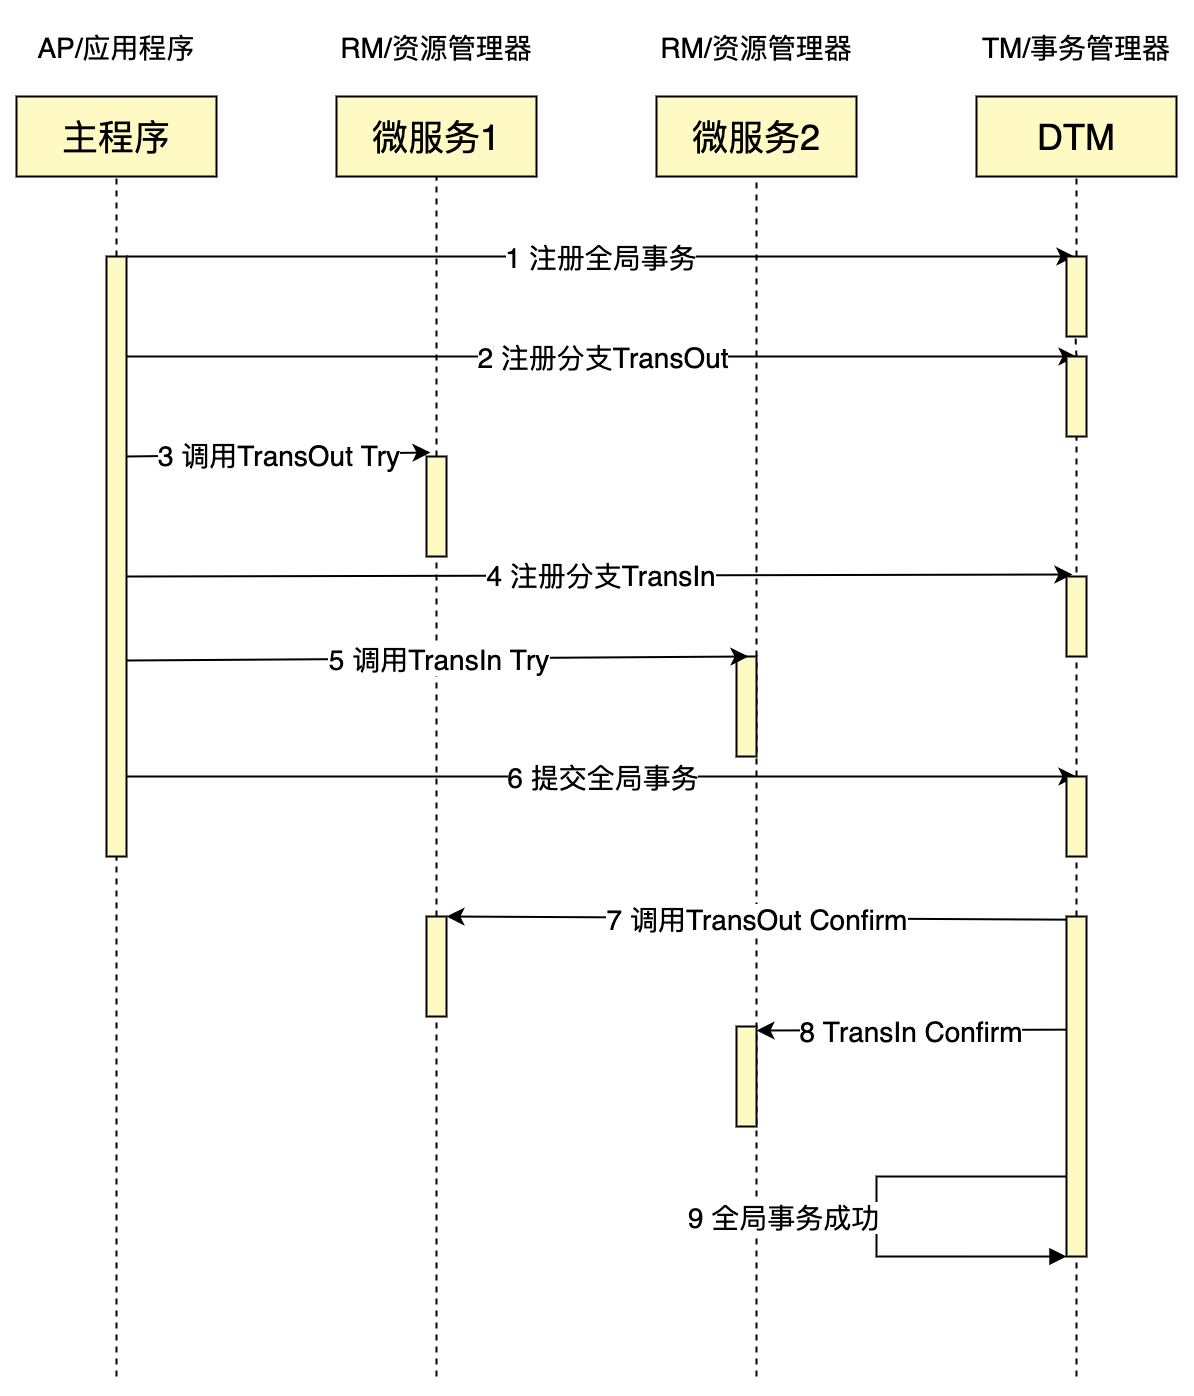 AP/应用程序
RM/资源管理器
RM/资源管理器
TM/事务管理器
主程序
微服务1
微服务2
DTM
1 注册全局事务
2 注册分支TransOut
3 调用TransOut Try
4 注册分支TransIn
5 调用TransIn Try
6 提交全局事务
7 调用TransOut Confirm
8 TransIn Confirm
9 全局事务成功